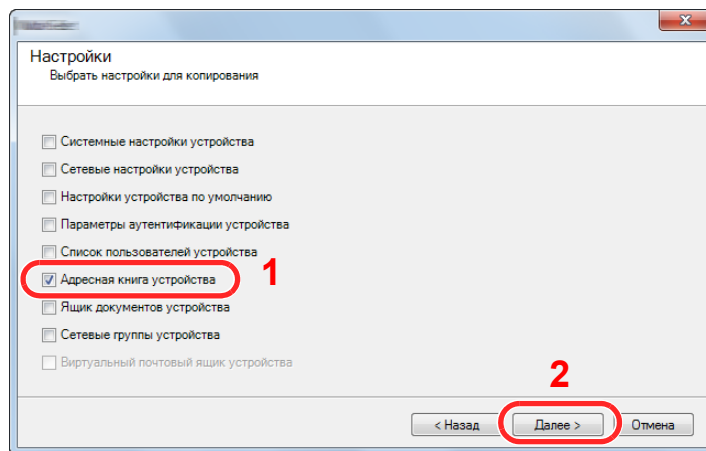 Настройки
Выбрать настройки для копирования
Системные настройки устройства
Сетевые настройки устройства
Настройки устройства по умолчанию
Параметры аутентификации устройства
Список пользователей устройства
Адресная книга устройства
1
Ящик документов устройства
Сетевые группы устройства
Виртуальный почтовый ящик устройства
2
< Назад Далее > Отмена